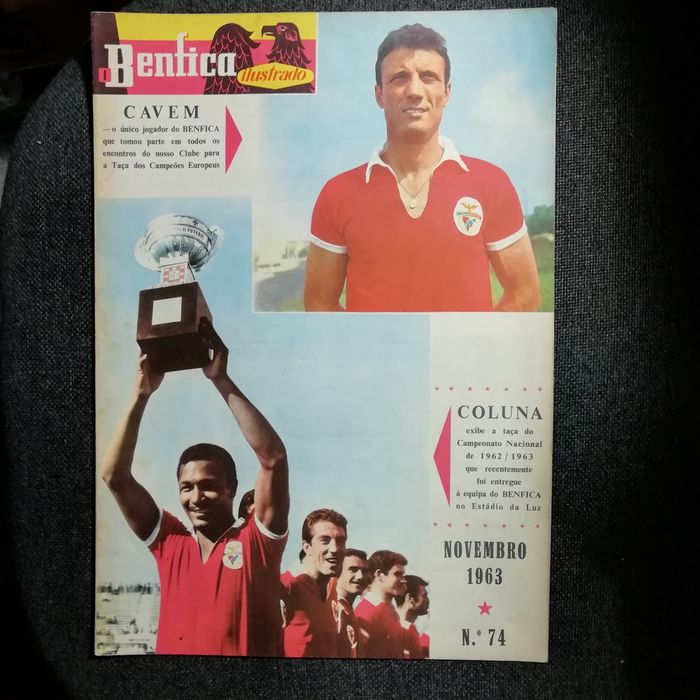 o Benfica
ilustrado
CAVEM
— o único jogador do BENFICA
que tomou parte em todos os
encontros do nosso Clube para
a Taça dos Campeões Europeus
COLUNA
exibe a taça do
Campeonato Nacional
de 1962/1963
que recentemente
foi entregue
á equipa do BENFICA
no Estádio da Luz
NOVEMBRO
1963
N.º 74